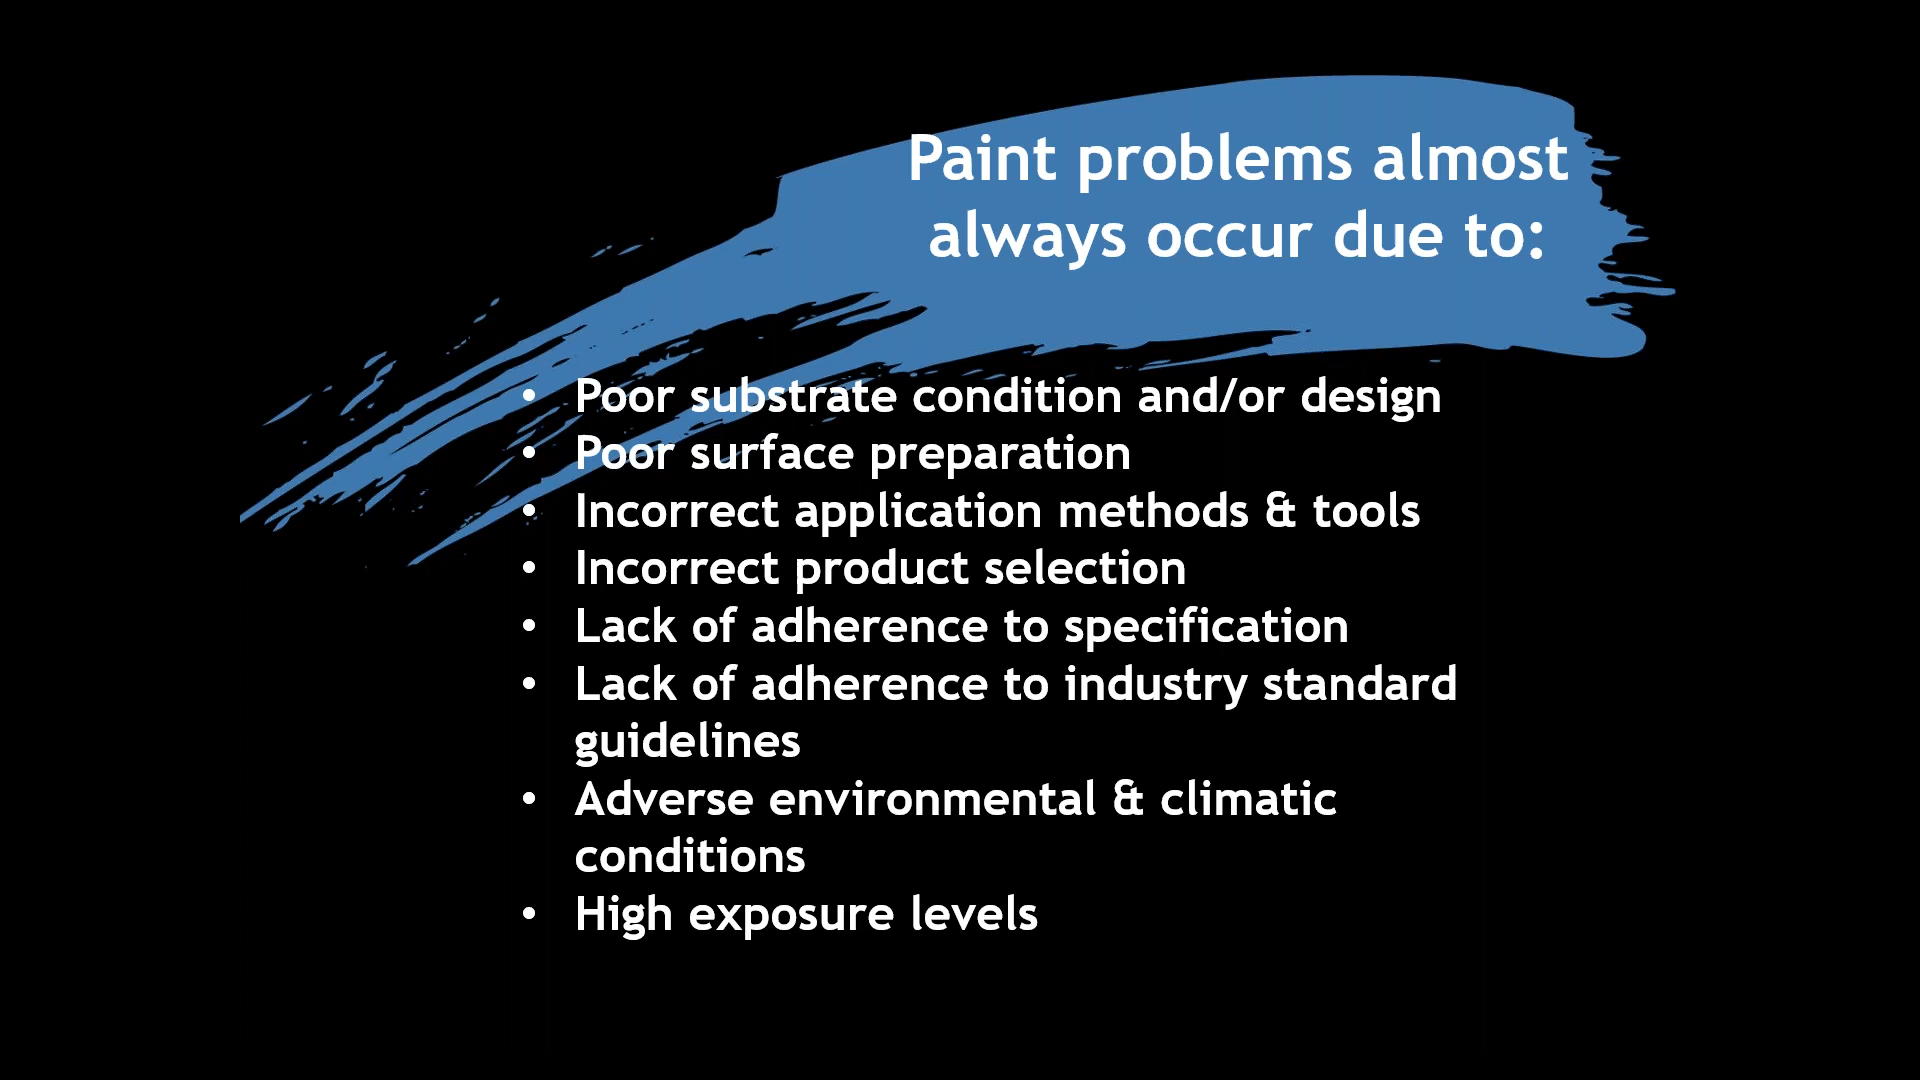 Paint problems almost
always occur due to:
• Poor substrate condition and/or design
• Poor surface preparation
• Incorrect application methods & tools
• Incorrect product selection
• Lack of adherence to specification
• Lack of adherence to industry standard
guidelines
• Adverse environmental & climatic
conditions
• High exposure levels